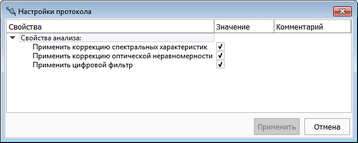 Настройки протокола
Свойства Значение Комментарий
Свойства анализа:
Применить коррекцию спектральных характеристик
Применить коррекцию оптической неравномерности
Применить цифровой фильтр
Применить Отмена